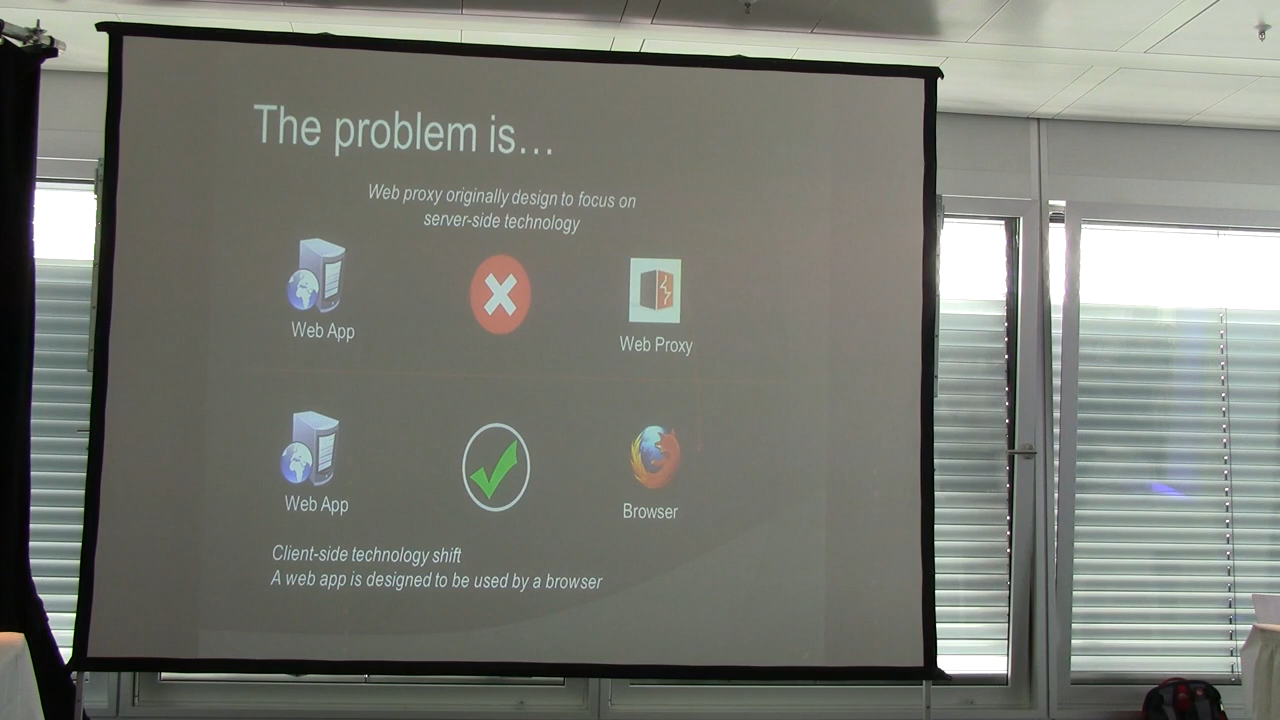 The problem is...
Web proxy originally design to focus on
server-side technology
Web App
Web Proxy
Web App
Browser
Client-side technology shift
A web app is designed to be used by a browser